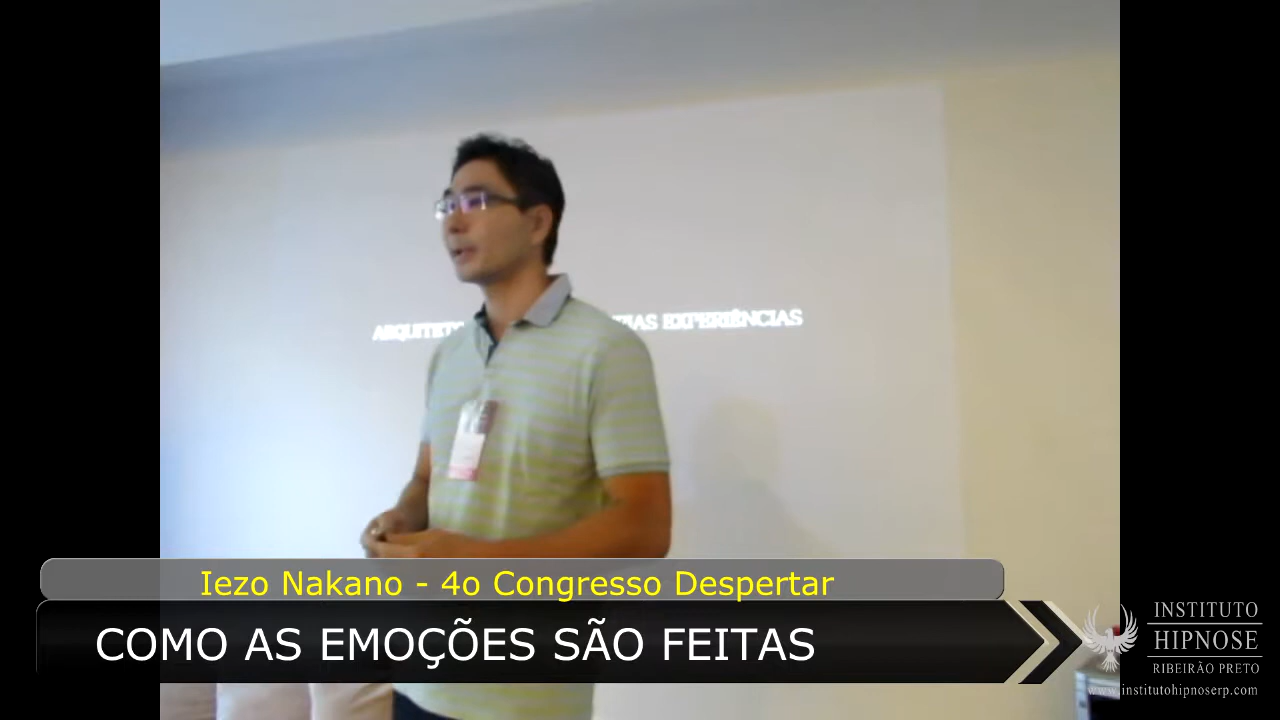 EXPERIÊNCIAS
Iezo Nakano - 4o Congresso Despertar
COMO AS EMOÇÕES SÃO FEITAS
INSTITUTO
HIPNOSE
RIBEIRÃO PRETO
www.institutohipnoserp.com